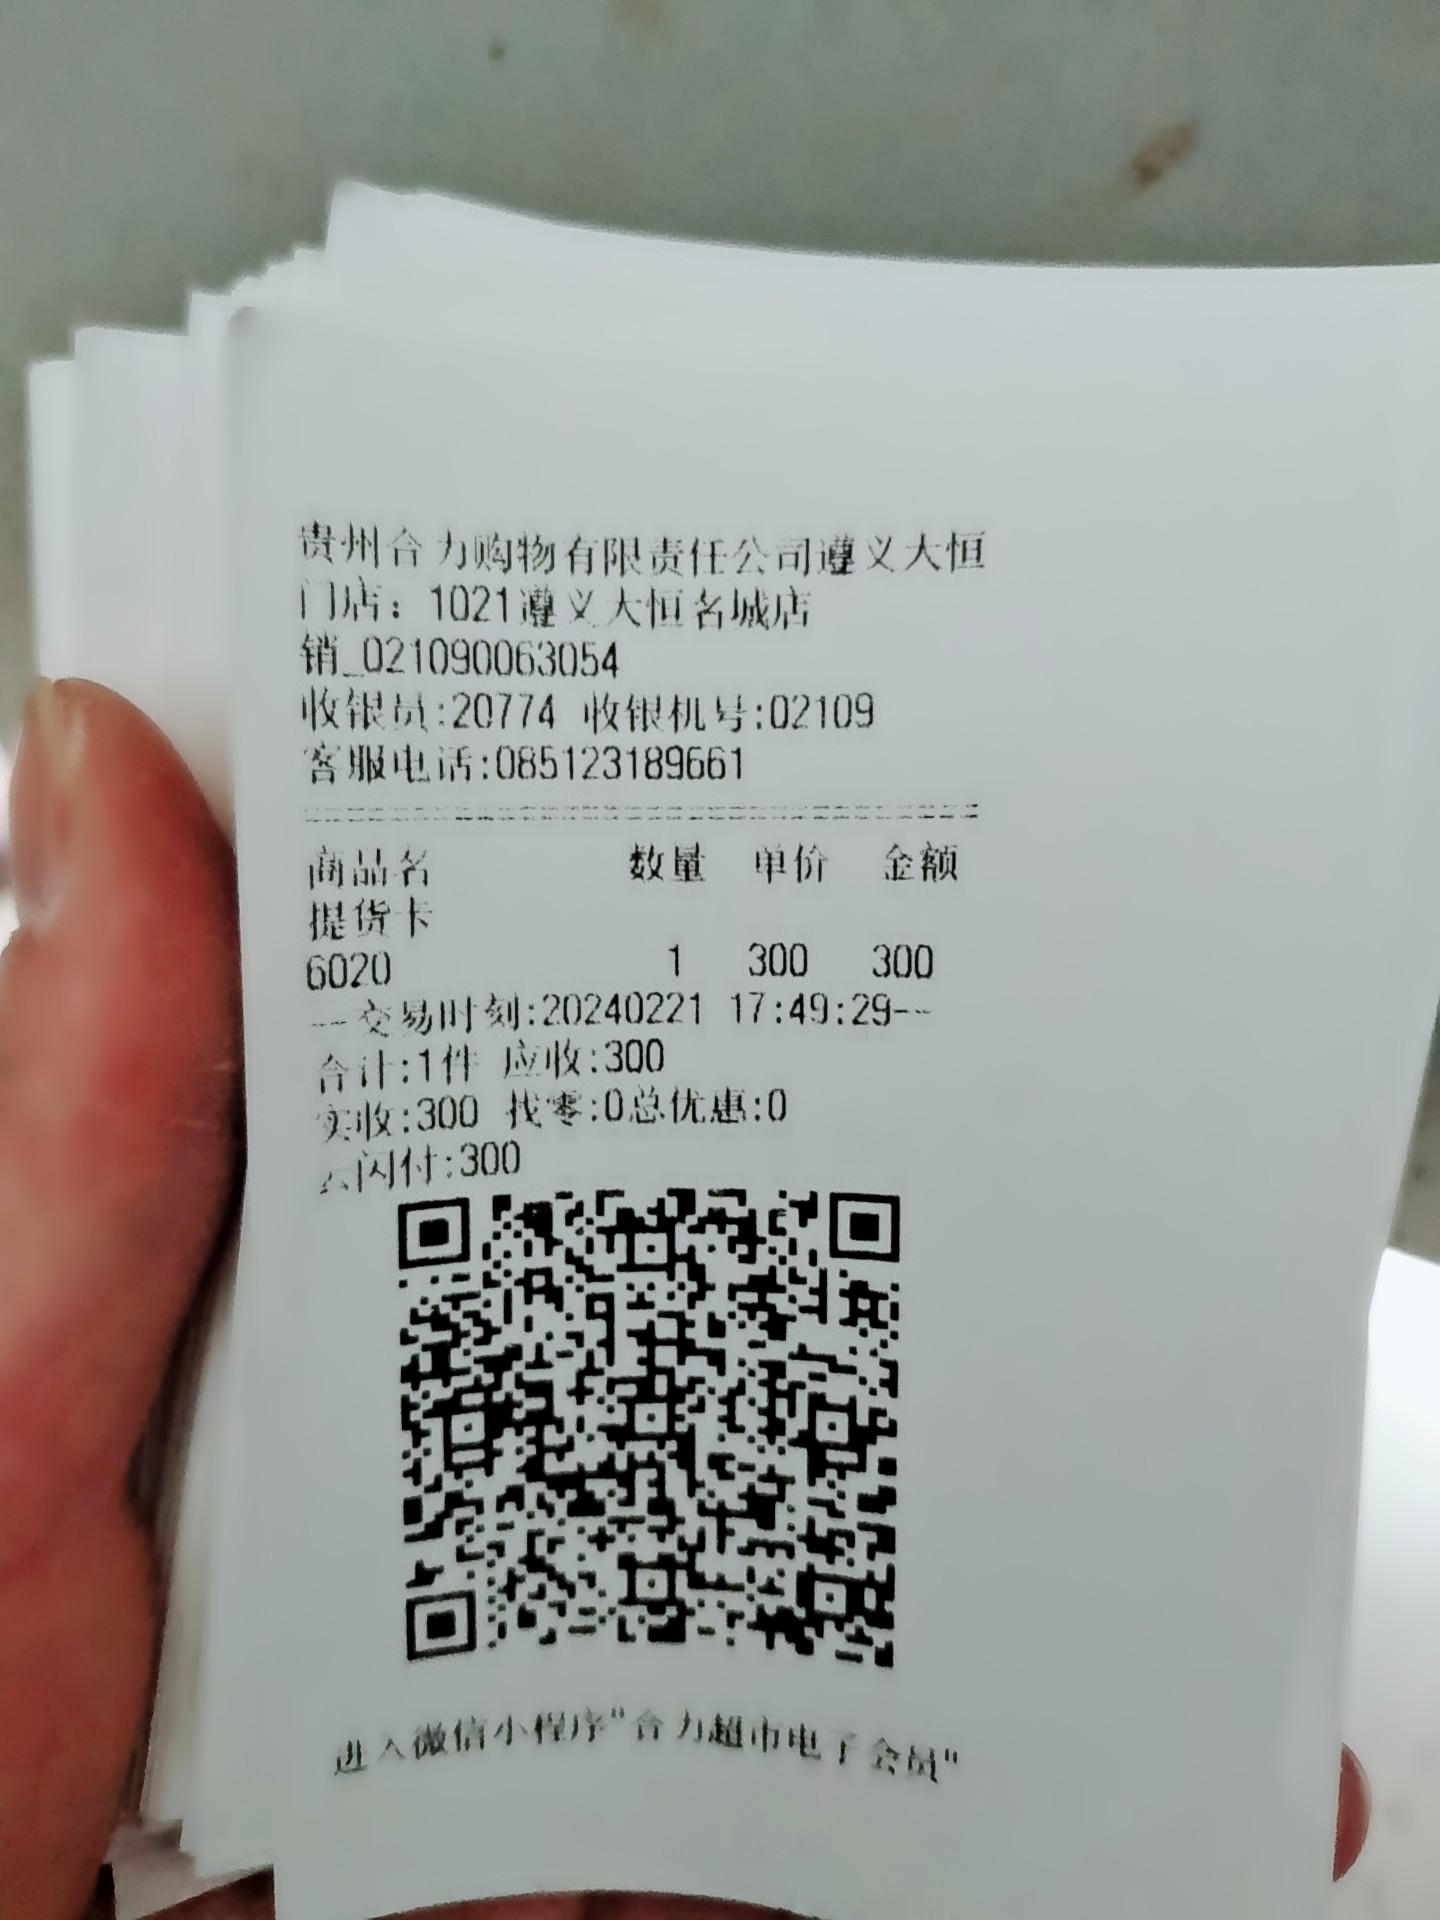 贵州合力购物有限责任公司遵义大恒
门店：1021遵义大恒名城店
销_021090063054
收银员:20774 收银机号:02109
客服电话:085123189661
商品名 数量 单价 金额
提货卡
6020 1 300 300
--交易时刻:20240221 17:49:29--
合计:1件 应收:300
实收:300 找零:0总优惠:0
云闪付:300
进入微信小程序"合力超市电子会员"